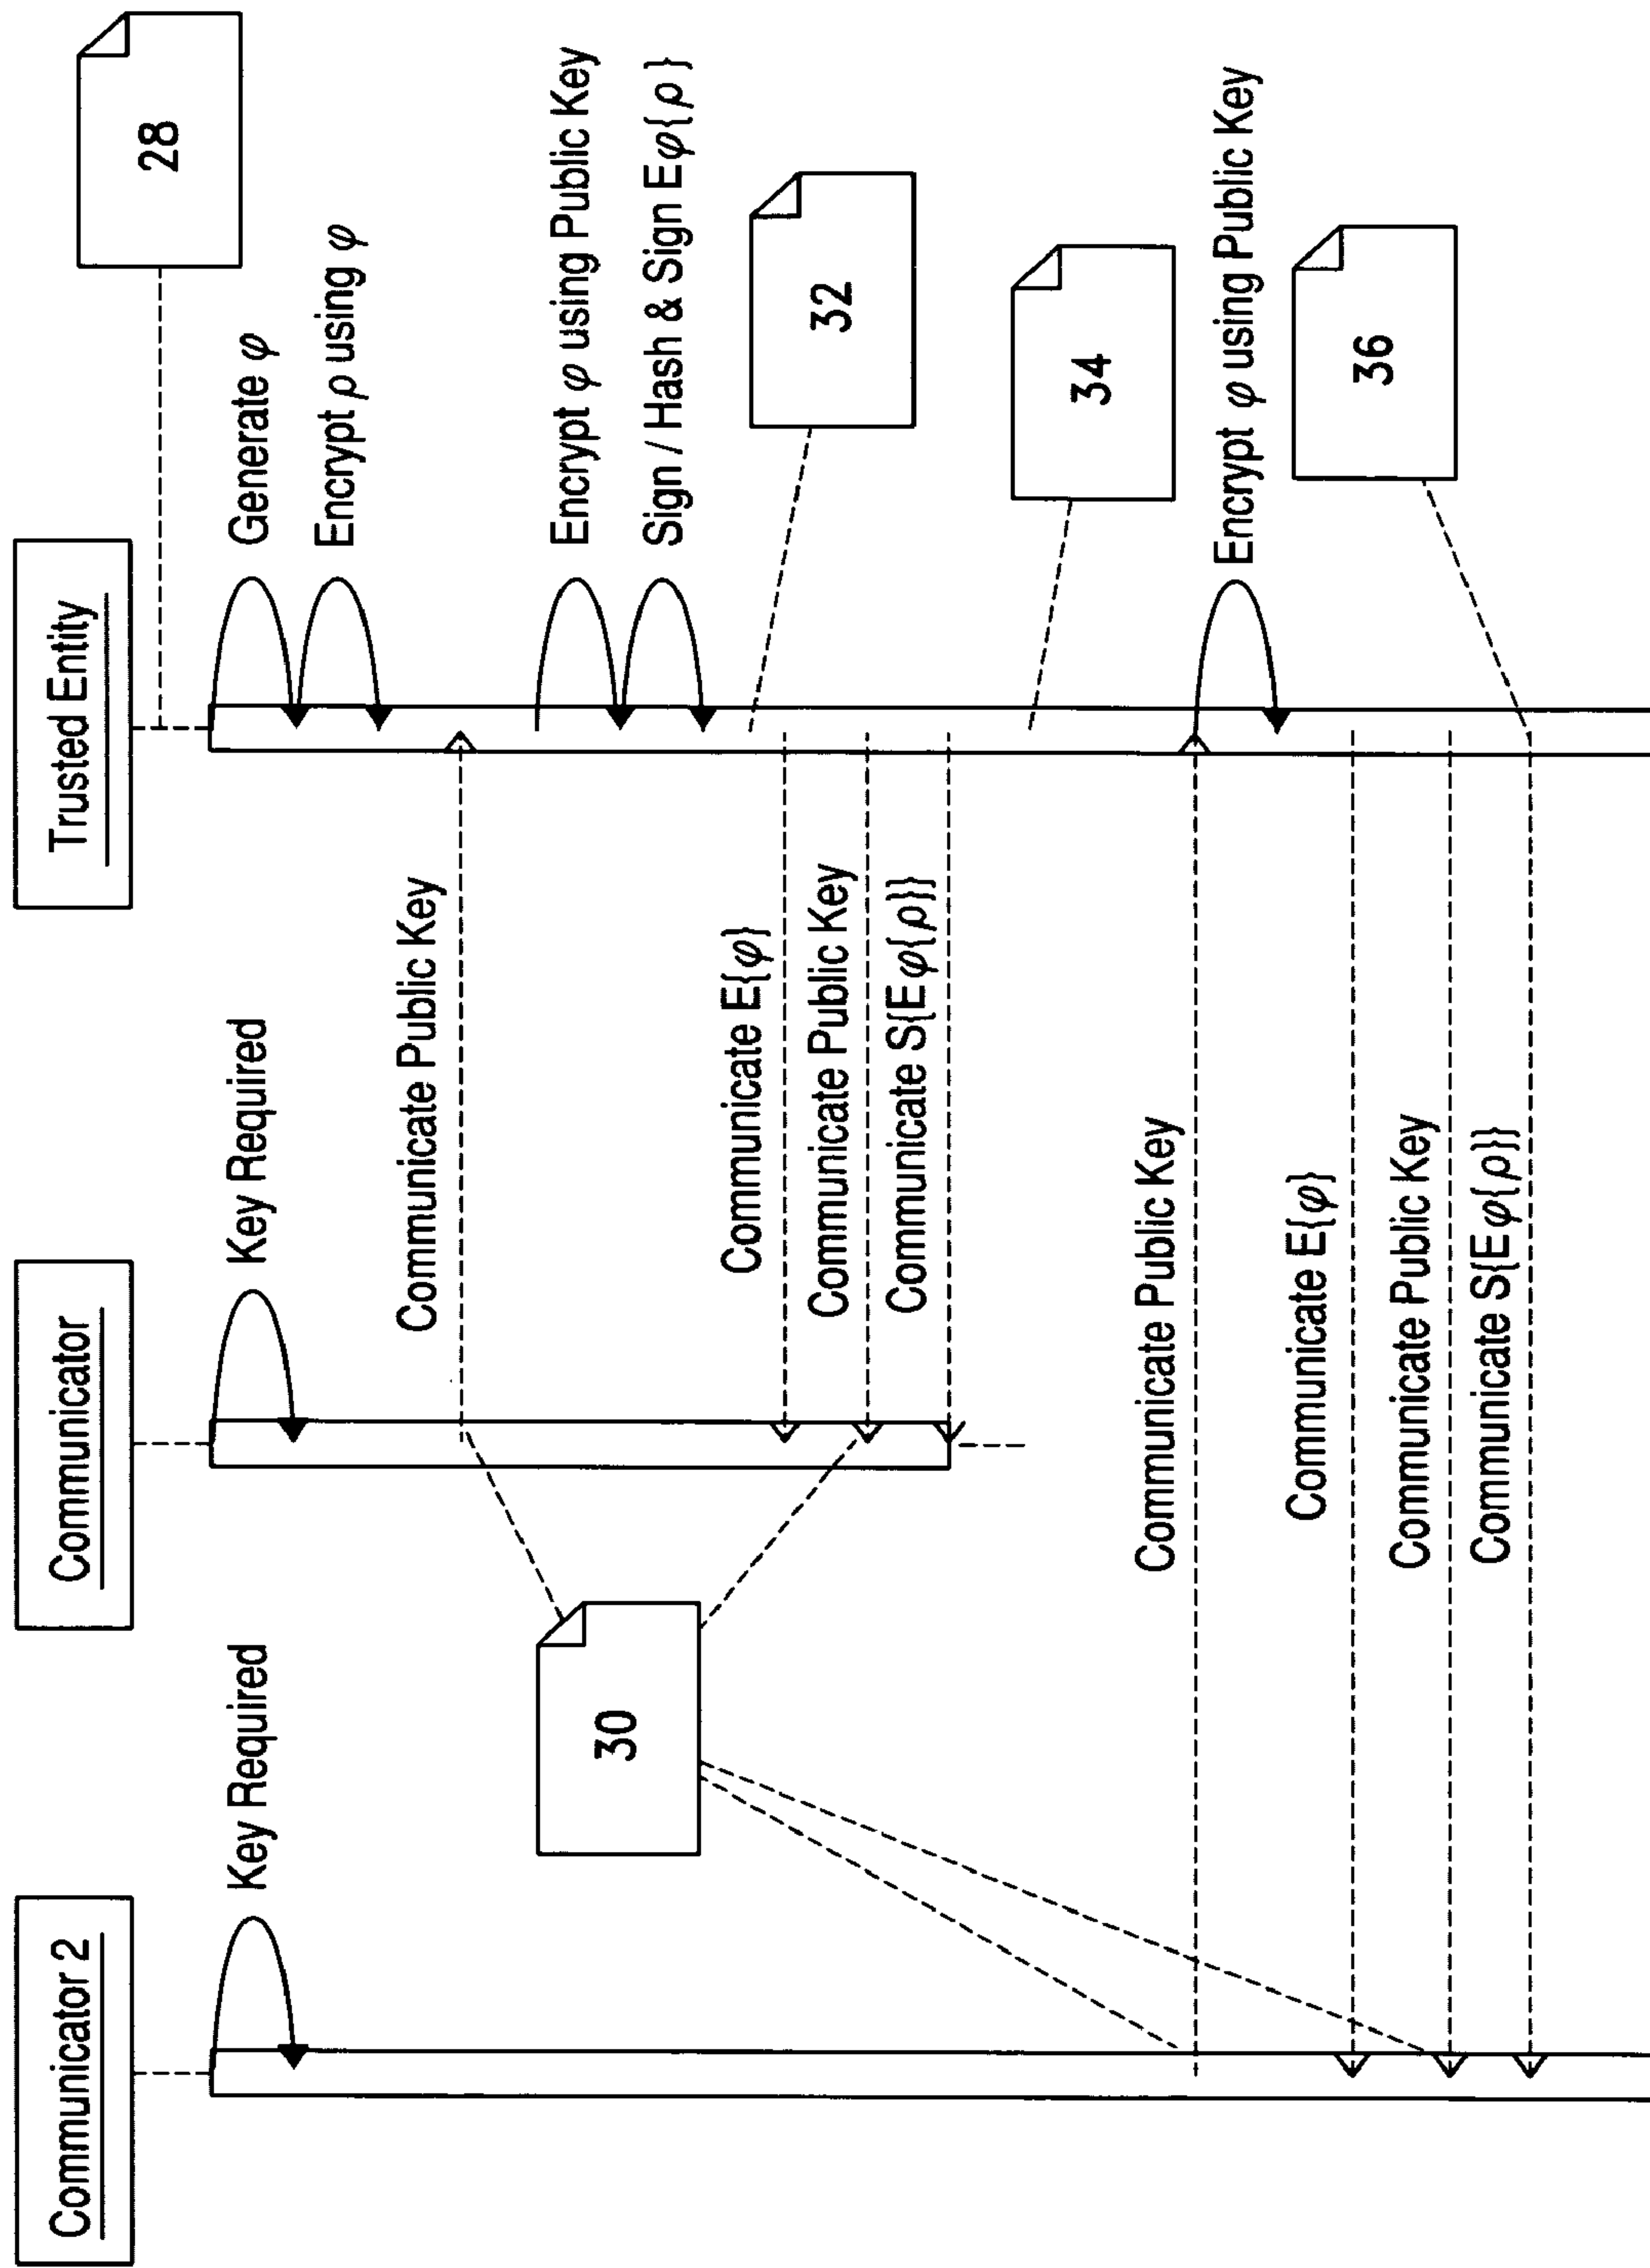 Communicator 2
Communicator
Trusted Entity
28
Key Required
Key Required
Generate φ
Encrypt ρ using φ
Communicate Public Key
Encrypt φ using Public Key
Sign / Hash & Sign Eφ{ρ}
30
32
Communicate E{φ}
Communicate Public Key
Communicate S{Eφ{ρ}}
34
Communicate Public Key
Encrypt φ using Public Key
36
Communicate E{φ}
Communicate Public Key
Communicate S{Eφ{ρ}}